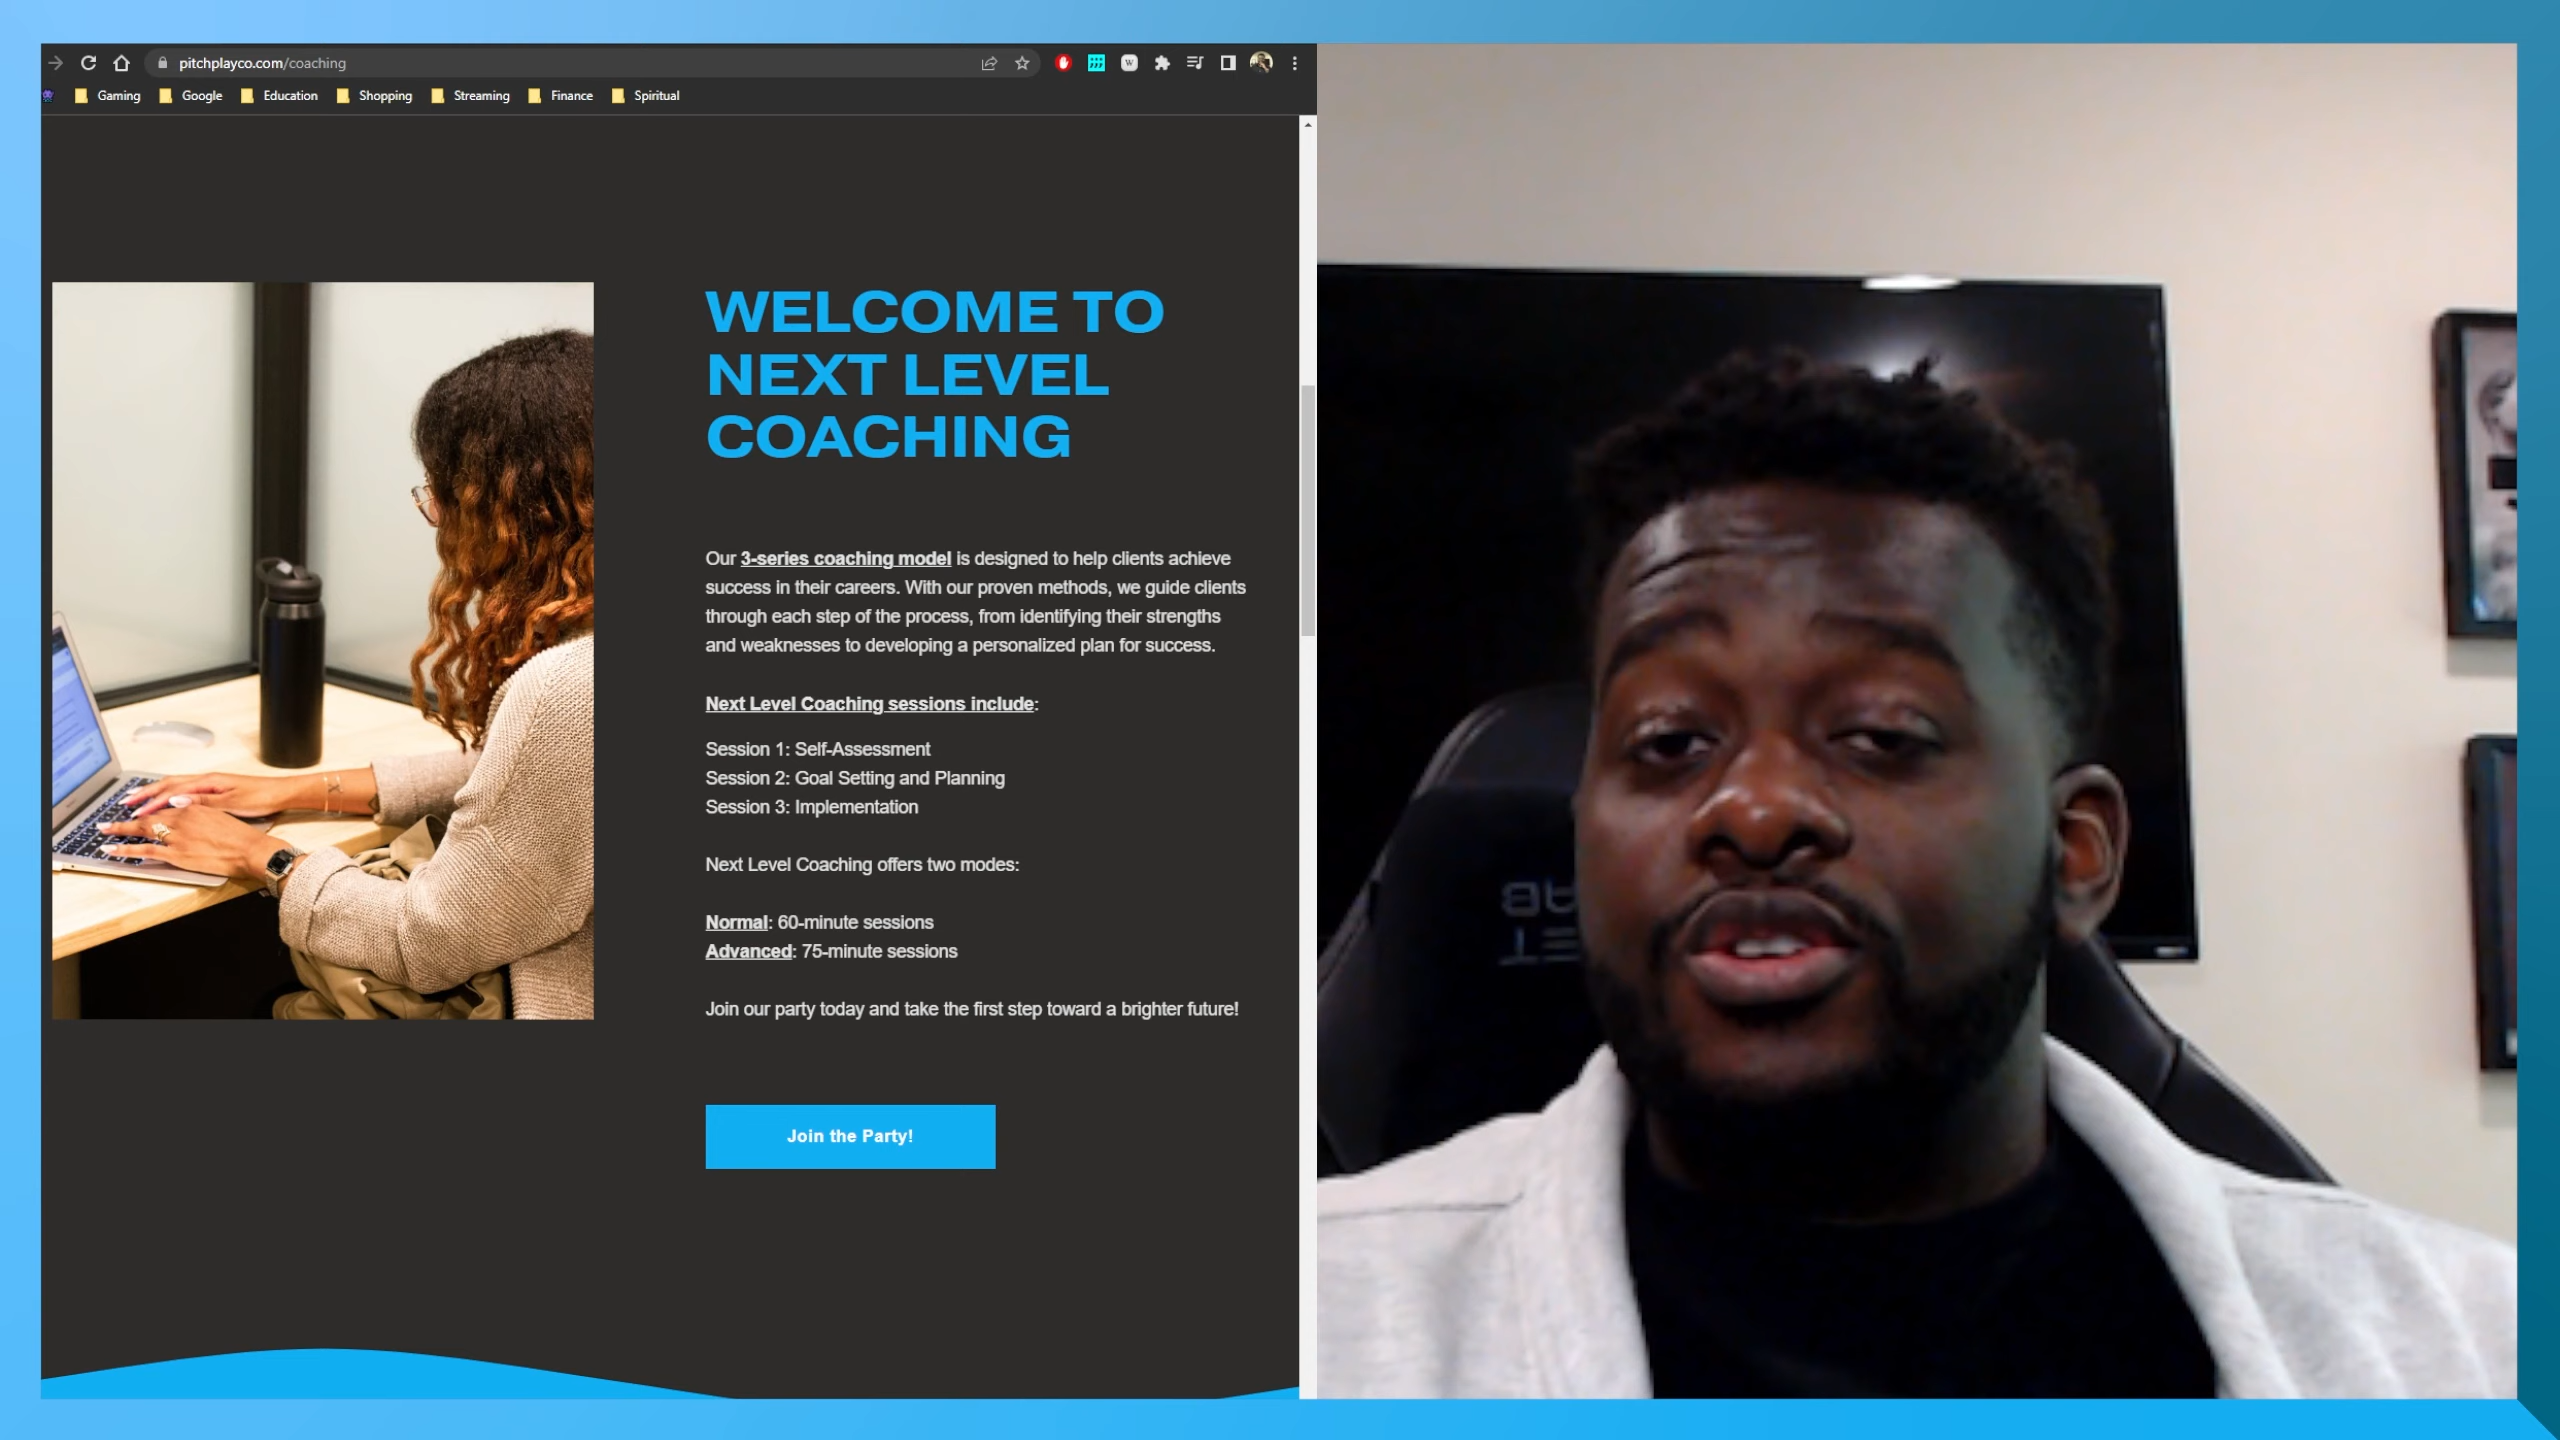 pitchplayco.com/coaching
Gaming Google Education Shopping Streaming Finance Spiritual
WELCOME TO
NEXT LEVEL
COACHING
Our 3-series coaching model is designed to help clients achieve
success in their careers. With our proven methods, we guide clients
through each step of the process, from identifying their strengths
and weaknesses to developing a personalized plan for success.
Next Level Coaching sessions include:
Session 1: Self-Assessment
Session 2: Goal Setting and Planning
Session 3: Implementation
Next Level Coaching offers two modes:
Normal: 60-minute sessions
Advanced: 75-minute sessions
Join our party today and take the first step toward a brighter future!
Join the Party!